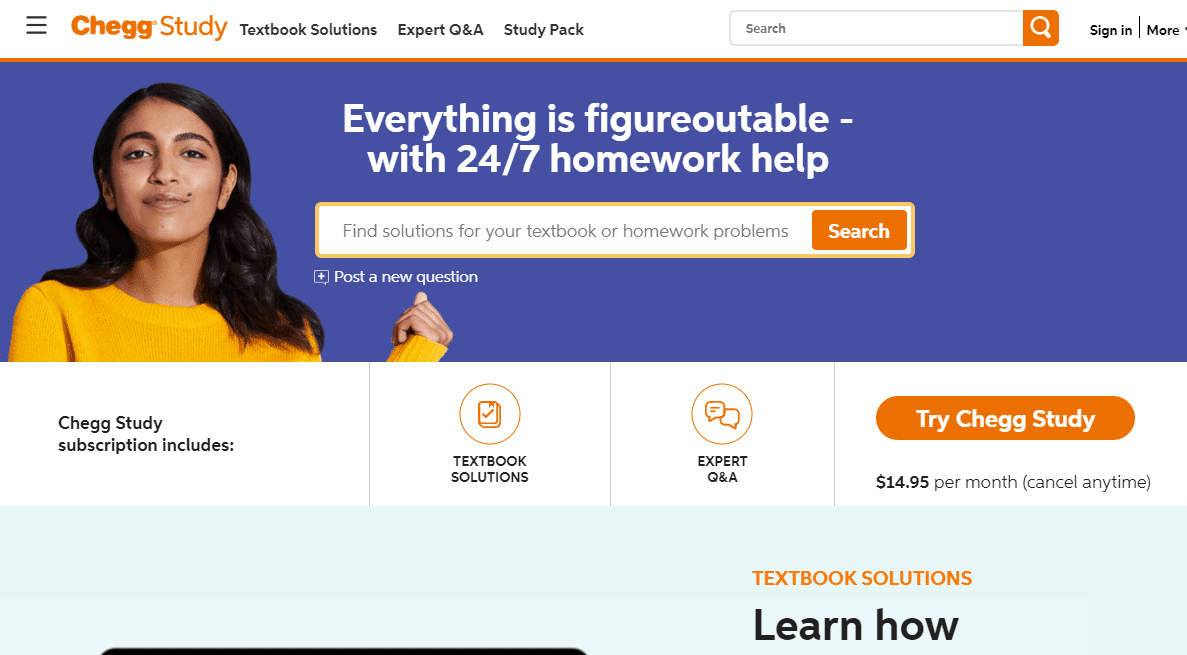 Chegg® Study
Textbook Solutions
Expert Q&A
Study Pack
Search
Sign in
More
Everything is figureoutable -
with 24/7 homework help
Find solutions for your textbook or homework problems
Search
Post a new question
Chegg Study
subscription includes:
TEXTBOOK
SOLUTIONS
EXPERT
Q&A
Try Chegg Study
$14.95 per month (cancel anytime)
TEXTBOOK SOLUTIONS
Learn how